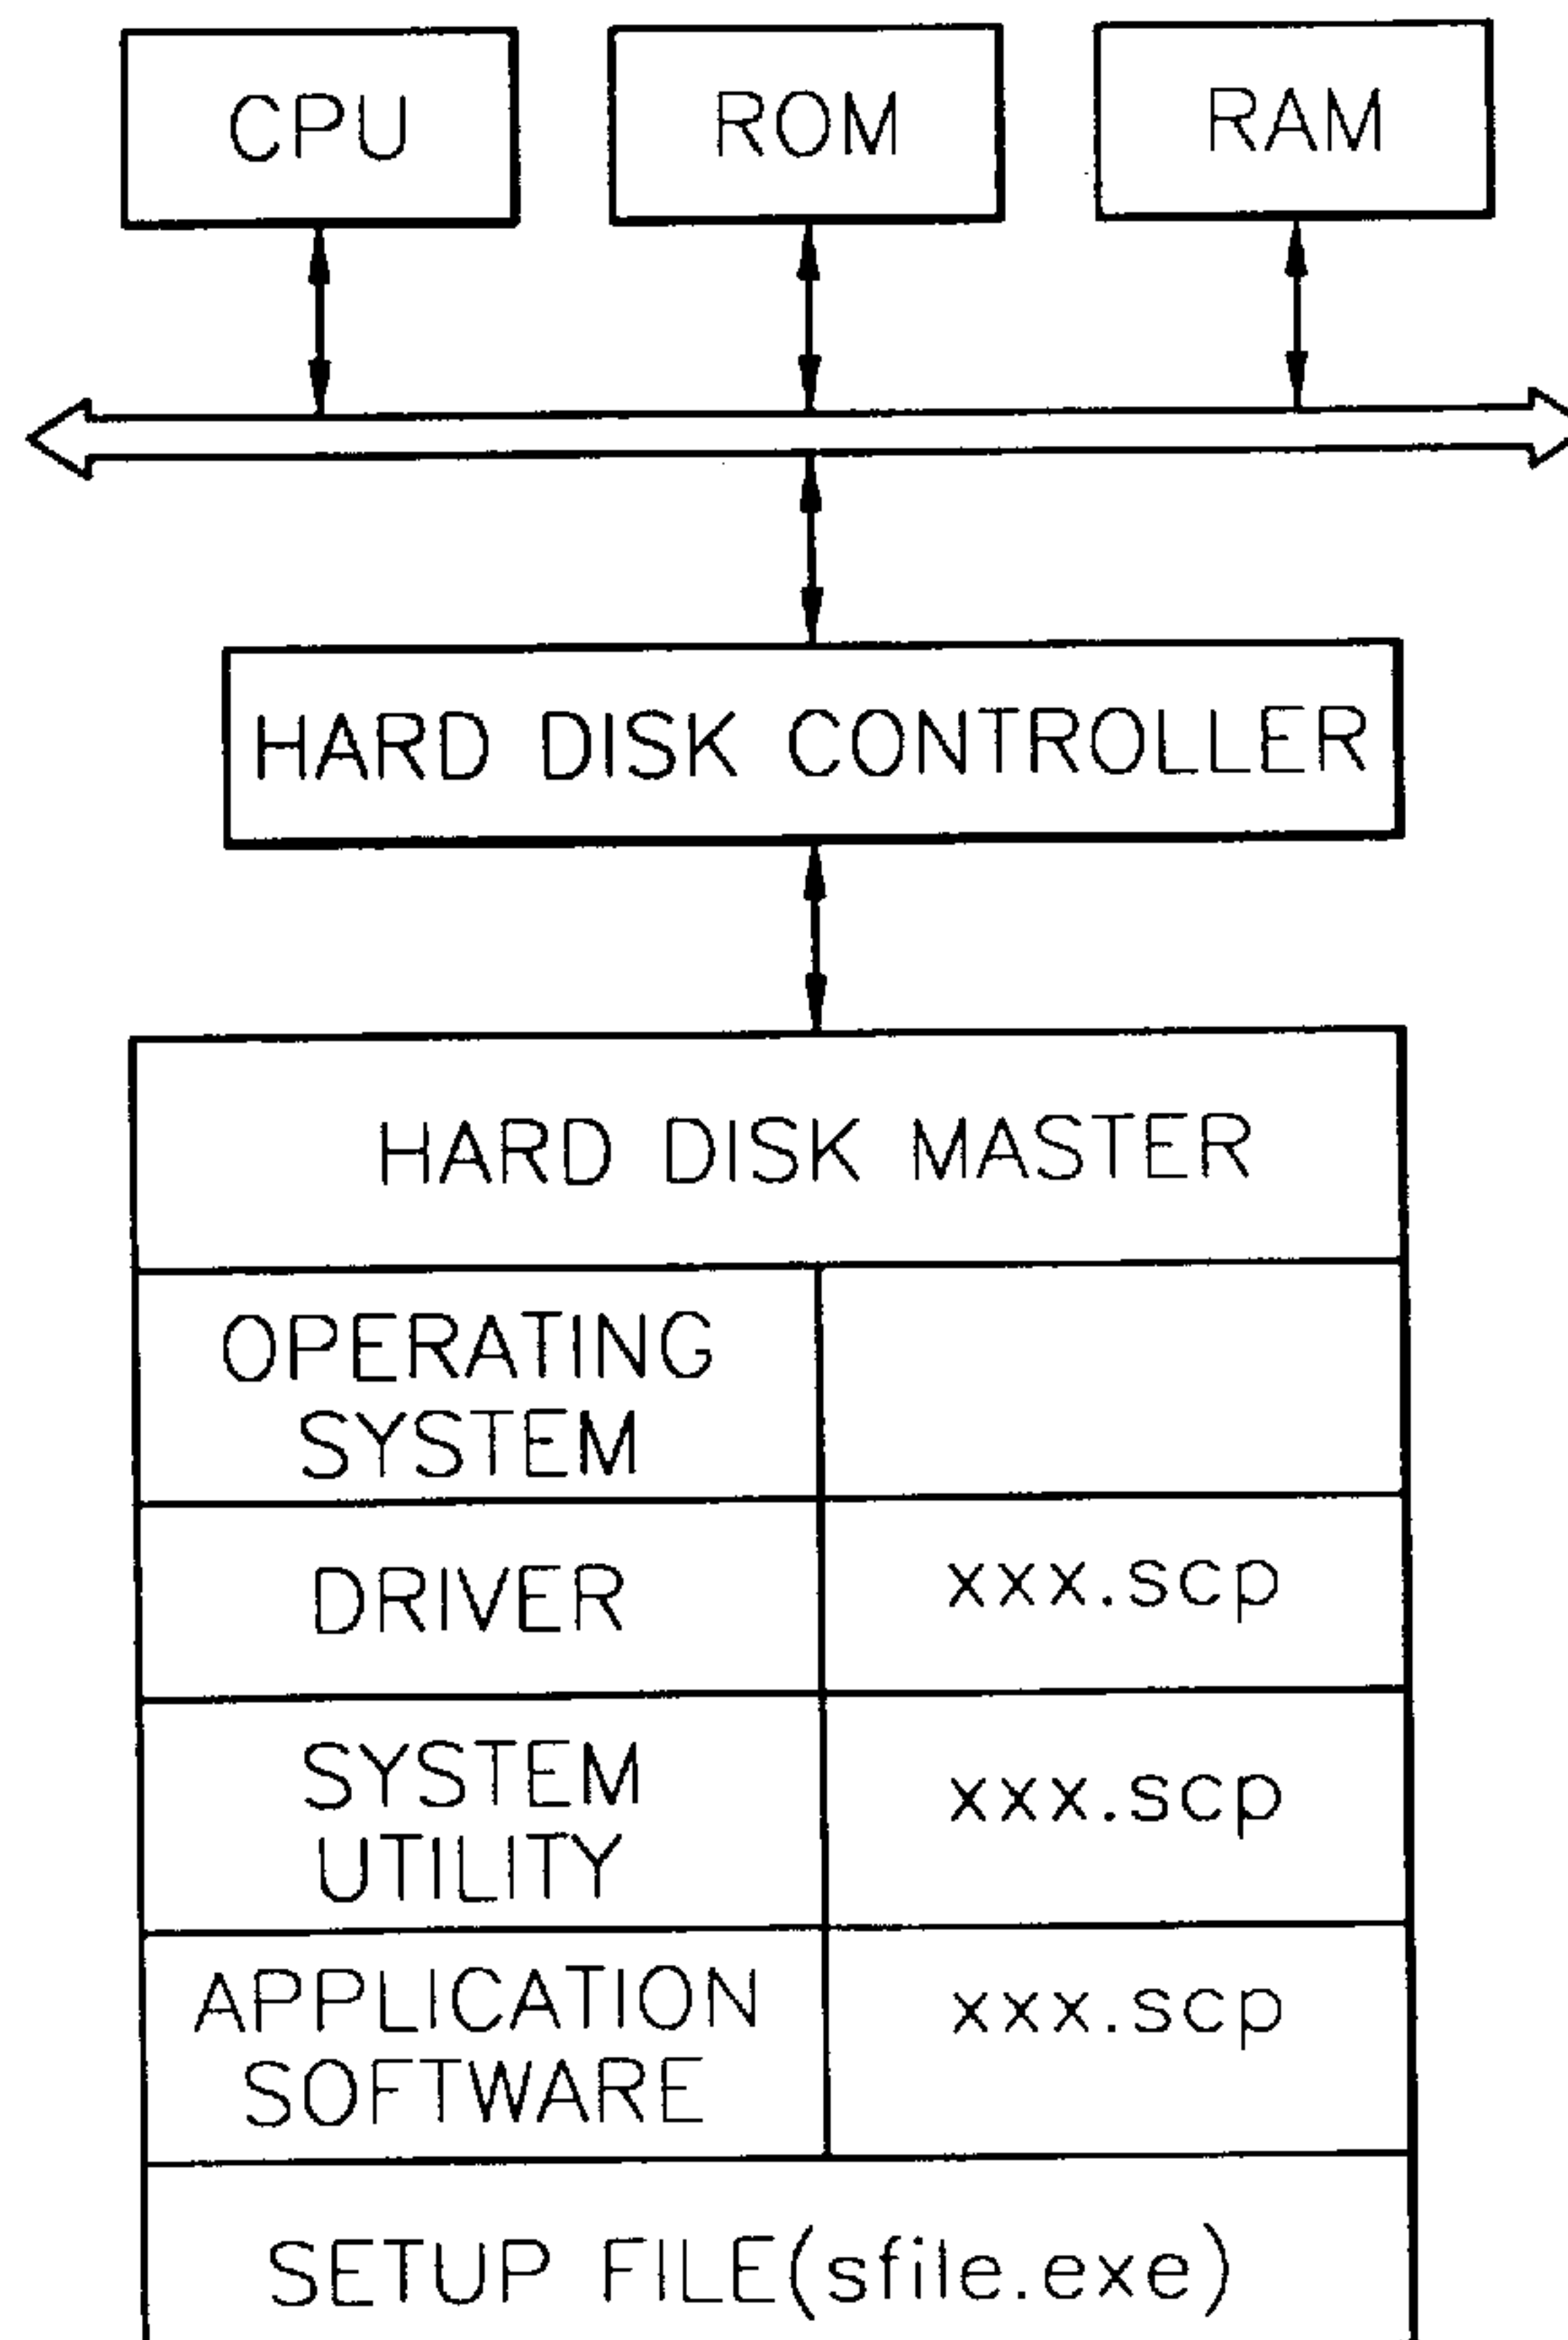 CPU
ROM
RAM
HARD DISK CONTROLLER
HARD DISK MASTER
OPERATING
SYSTEM
DRIVER
xxx.scp
SYSTEM
UTILITY
xxx.scp
APPLICATION
SOFTWARE
xxx.scp
SETUP FILE(sfile.exe)